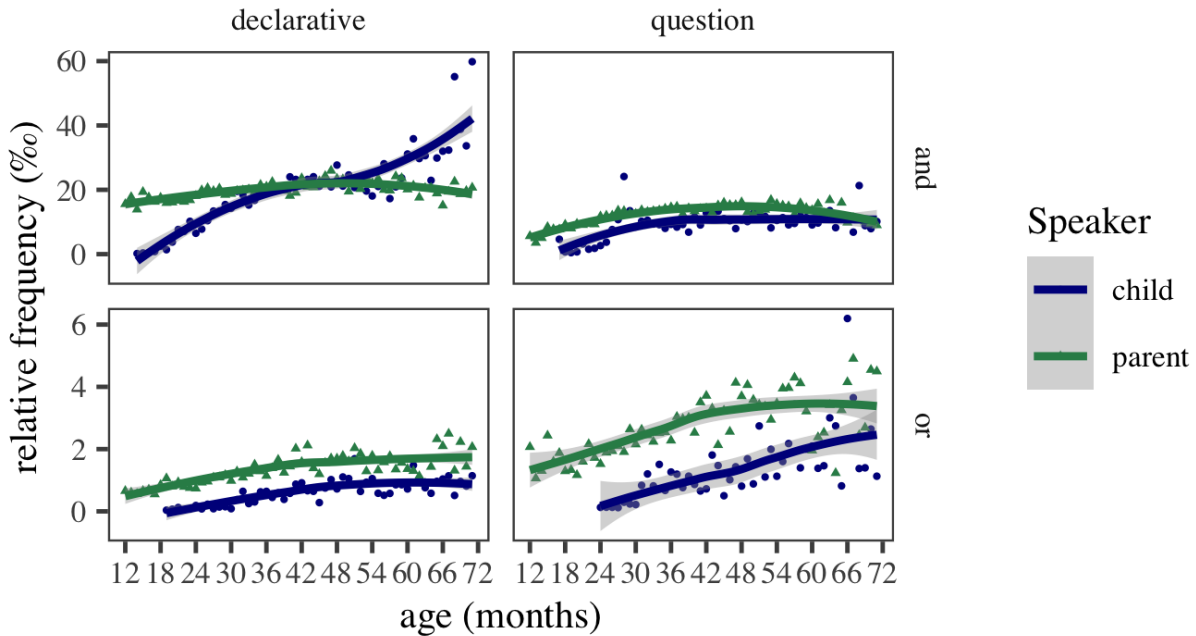 declarative
question
60
40
20
0
and
6
4
2
0
or
relative frequency (‰)
12 18 24 30 36 42 48 54 60 66 72
12 18 24 30 36 42 48 54 60 66 72
age (months)
Speaker
child
parent